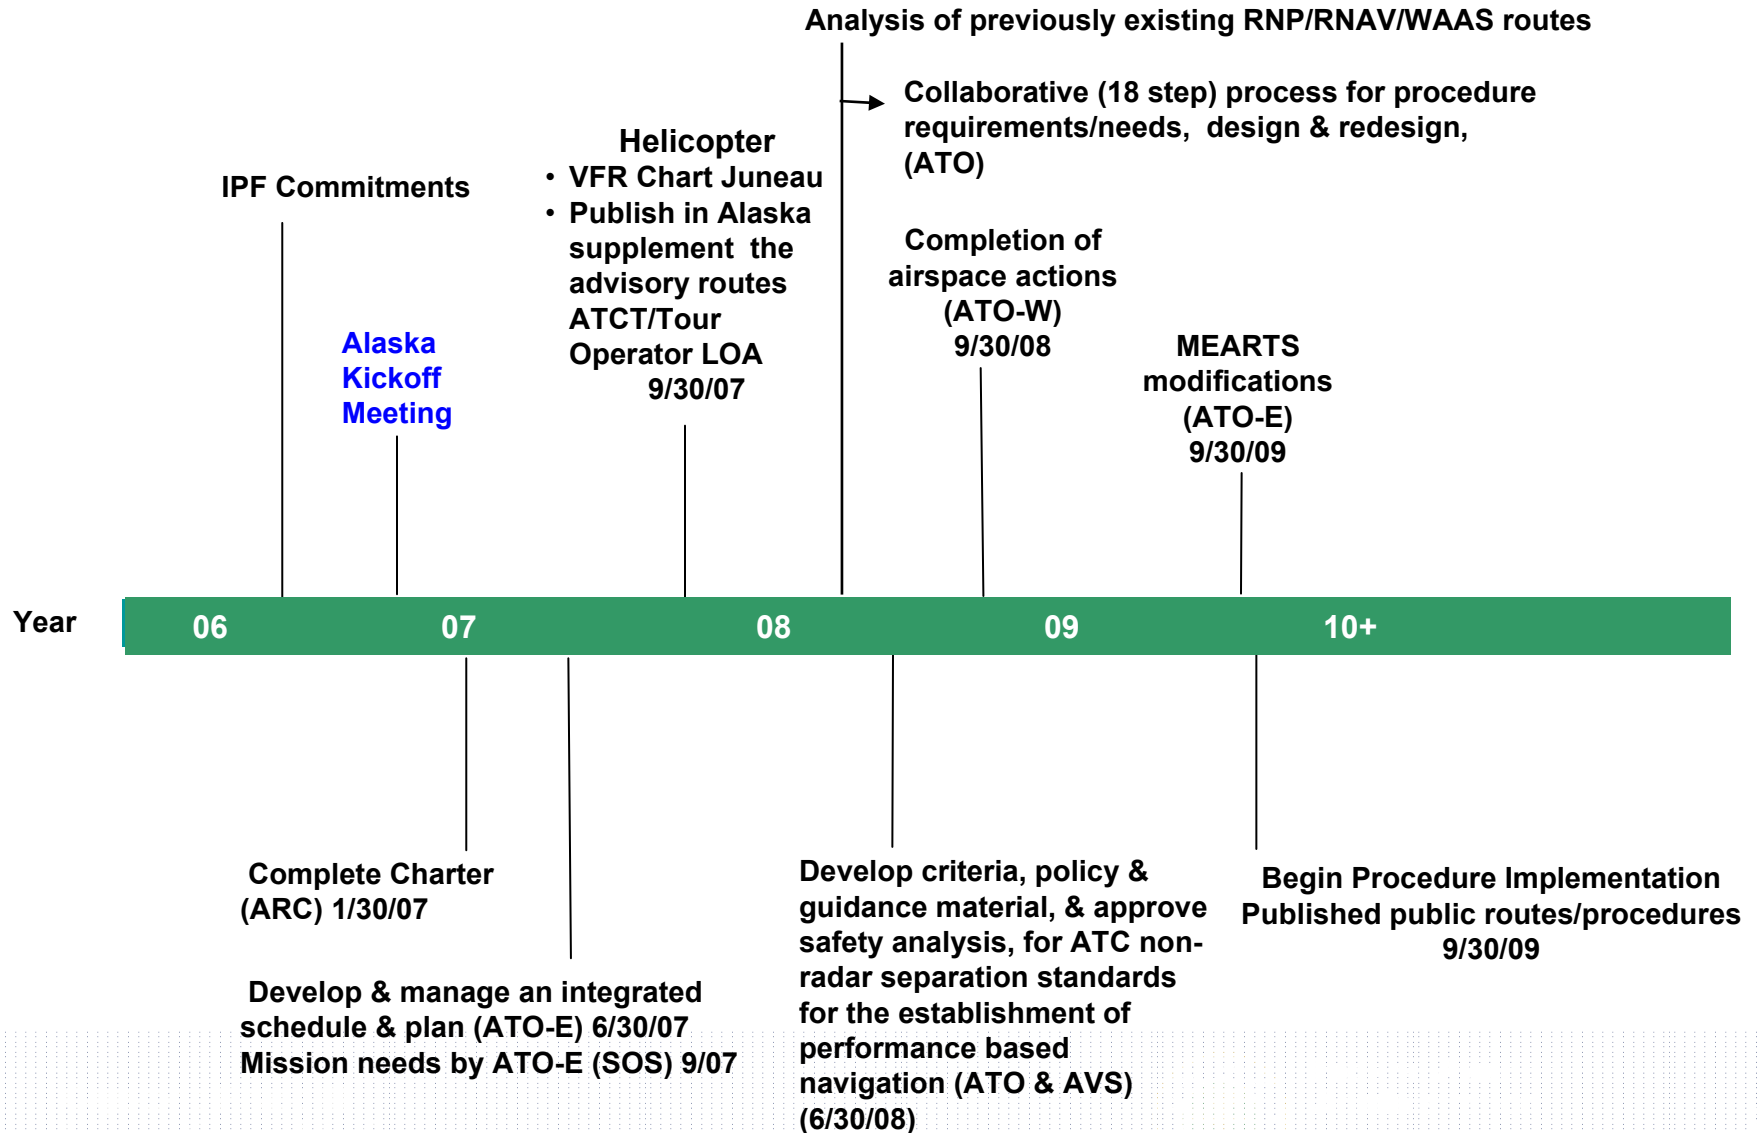 Analysis of previously existing RNP/RNAV/WAAS routes
Collaborative (18 step) process for procedure
requirements/needs, design & redesign,
(ATO)
IPF Commitments
Alaska
Kickoff
Meeting
Helicopter
• VFR Chart Juneau
• Publish in Alaska
supplement the
advisory routes
ATCT/Tour
Operator LOA
9/30/07
Completion of
airspace actions
(ATO-W)
9/30/08
MEARTS
modifications
(ATO-E)
9/30/09
Year
06 07 08 09 10+
Complete Charter
(ARC) 1/30/07
Develop & manage an integrated
schedule & plan (ATO-E) 6/30/07
Mission needs by ATO-E (SOS) 9/07
Develop criteria, policy &
guidance material, & approve
safety analysis, for ATC non-
radar separation standards
for the establishment of
performance based
navigation (ATO & AVS)
(6/30/08)
Begin Procedure Implementation
Published public routes/procedures
9/30/09